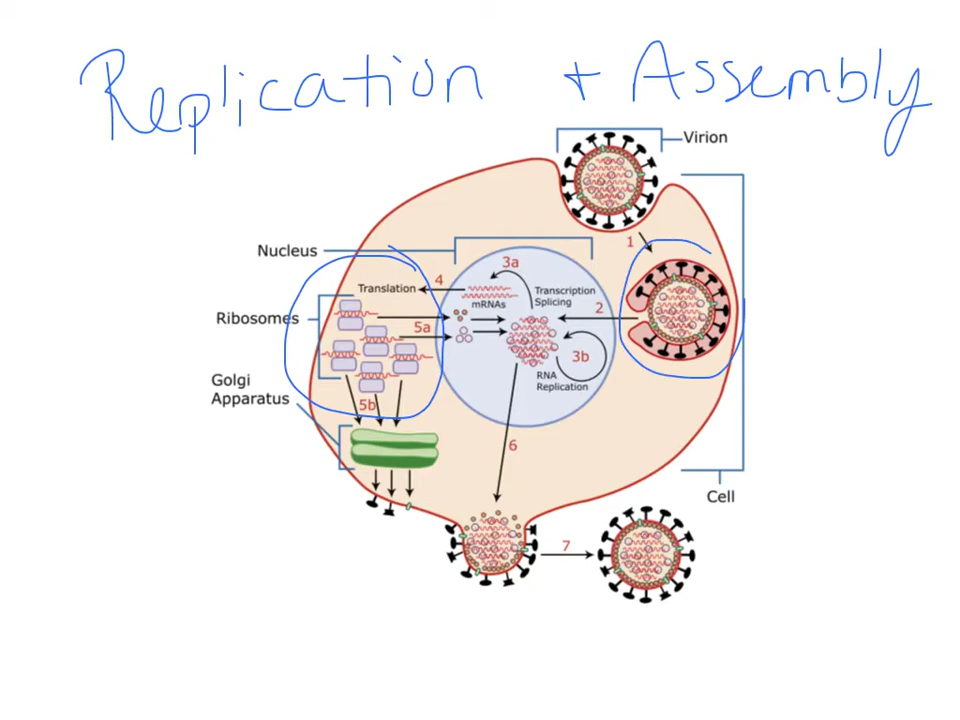 Replication + Assembly
Virion
1
Nucleus
3a
Translation
4
mRNAs
Transcription
Splicing
2
Ribosomes
5a
3b
RNA
Replication
Golgi
Apparatus
5b
6
Cell
7